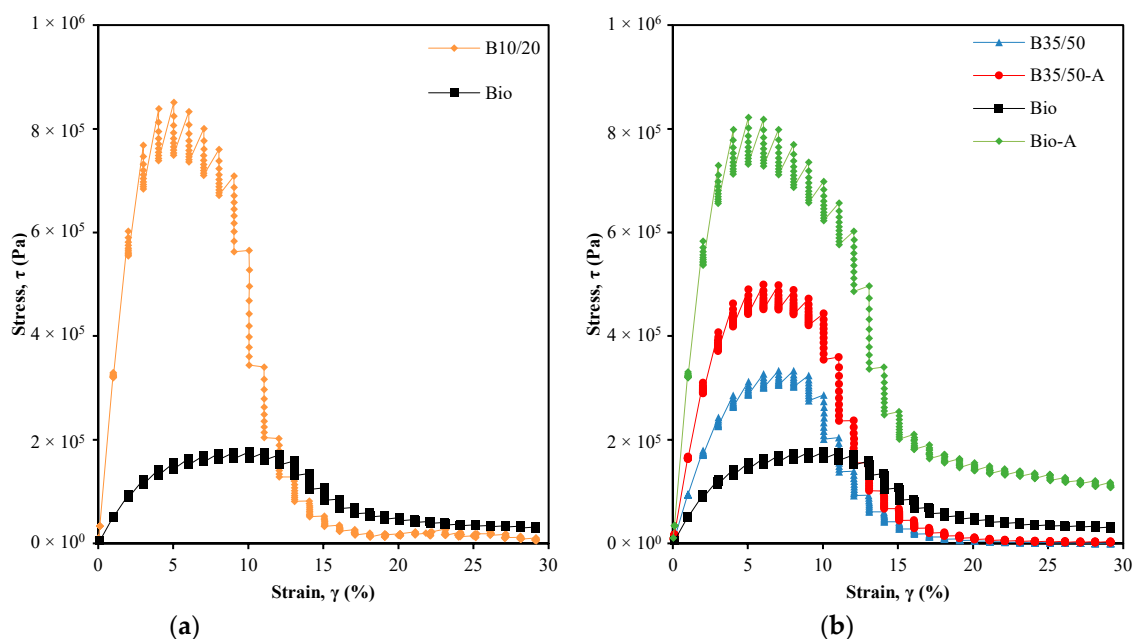 1 × 10⁶
8 × 10⁵
6 × 10⁵
4 × 10⁵
2 × 10⁵
0 × 10⁰
Stress, τ (Pa)
B10/20
Bio
0 5 10 15 20 25 30
Strain, γ (%)
(a)
1 × 10⁶
8 × 10⁵
6 × 10⁵
4 × 10⁵
2 × 10⁵
0 × 10⁰
Stress, τ (Pa)
B35/50
B35/50-A
Bio
Bio-A
0 5 10 15 20 25 30
Strain, γ (%)
(b)